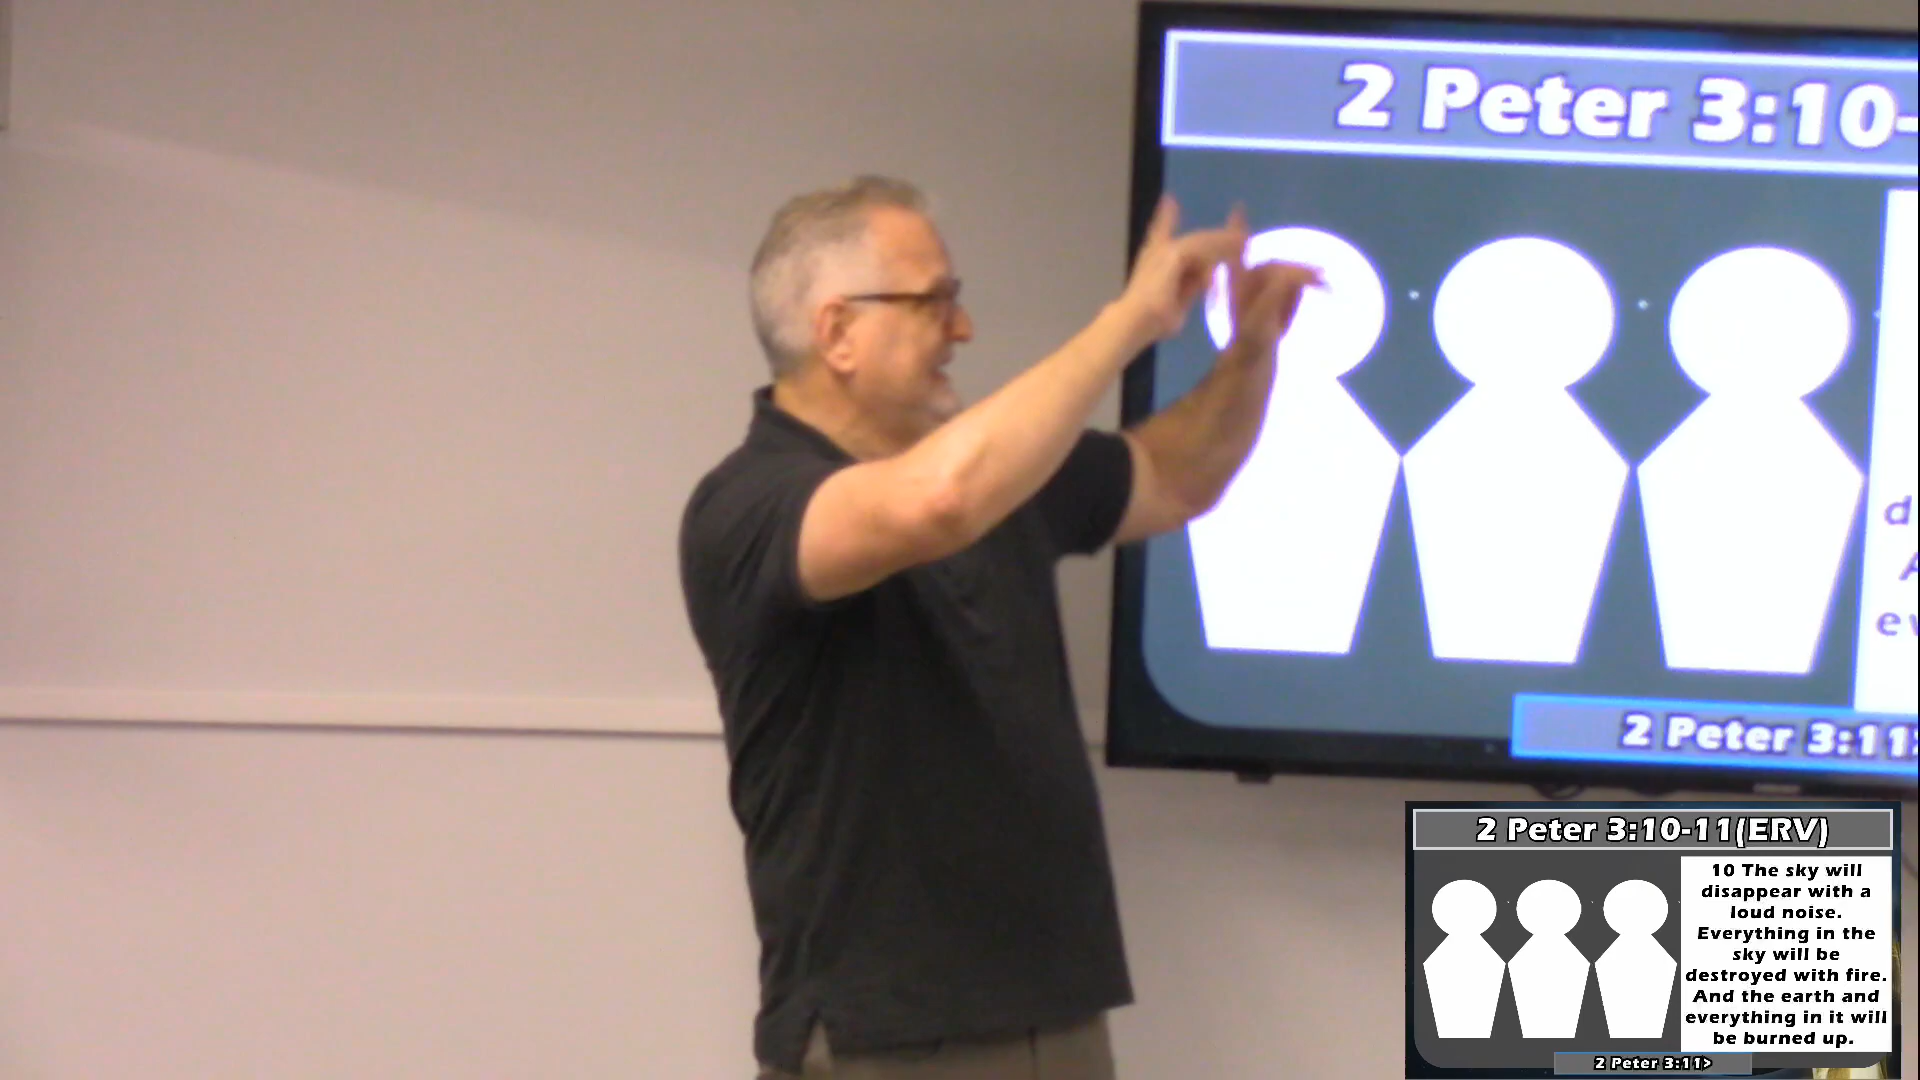 2 Peter 3:10-
d
A
ev
2 Peter 3:11>
2 Peter 3:10-11(ERV)
10 The sky will
disappear with a
loud noise.
Everything in the
sky will be
destroyed with fire.
And the earth and
everything in it will
be burned up.
2 Peter 3:11>